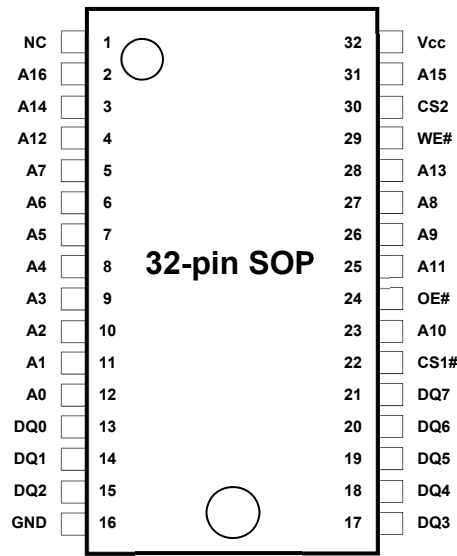 NC 1 32 Vcc
A16 2 31 A15
A14 3 30 CS2
A12 4 29 WE#
A7 5 28 A13
A6 6 27 A8
A5 7 26 A9
A4 8 25 A11
32-pin SOP
A3 9 24 OE#
A2 10 23 A10
A1 11 22 CS1#
A0 12 21 DQ7
DQ0 13 20 DQ6
DQ1 14 19 DQ5
DQ2 15 18 DQ4
GND 16 17 DQ3